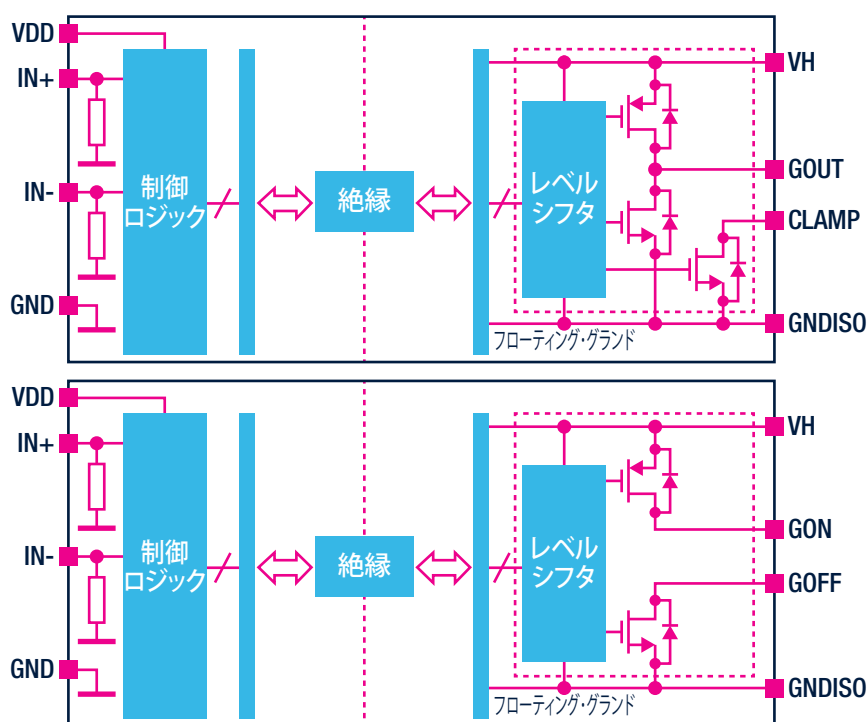 VDD
IN+
IN-
GND
制御
ロジック
絶縁
レベル
シフタ
VH
GOUT
CLAMP
GNDISO
フローティング・グランド
VDD
IN+
IN-
GND
制御
ロジック
絶縁
レベル
シフタ
VH
GON
GOFF
GNDISO
フローティング・グランド